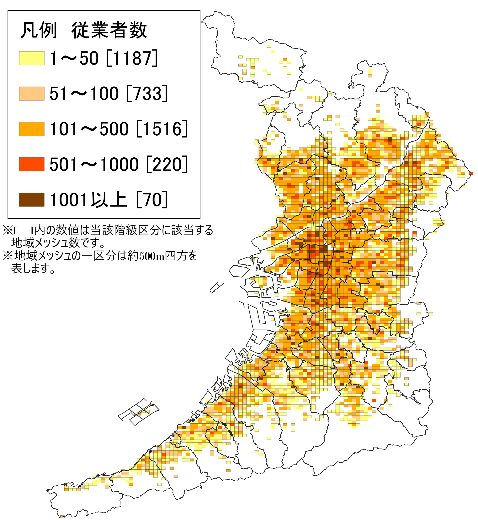 凡例 従業者数
1～50 [1187]
51～100 [733]
101～500 [1516]
501～1000 [220]
1001以上 [70]
※[ ]内の数値は当該階級区分に該当する
地域メッシュ数です。
※地域メッシュの一区分は約500m四方を
表します。